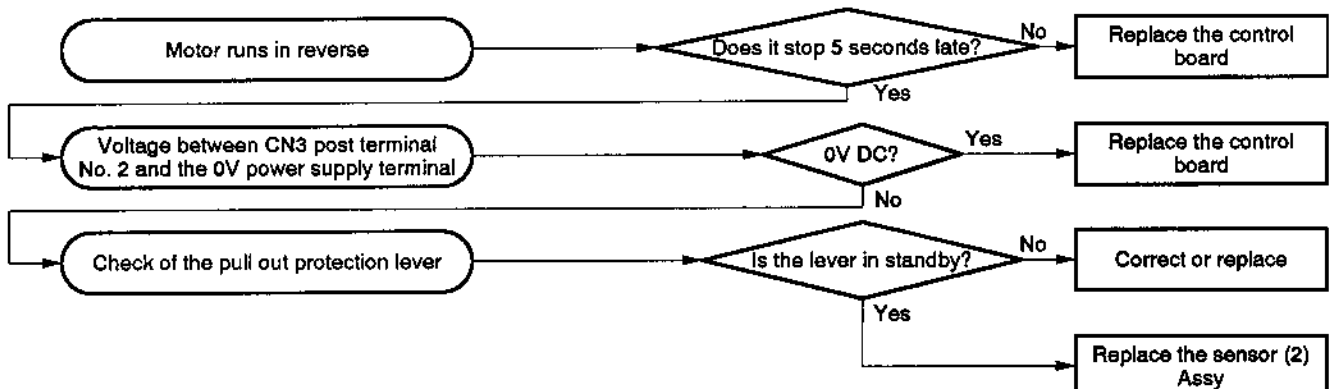 Motor runs in reverse
Does it stop 5 seconds late?
No
Replace the control
board
Yes
Voltage between CN3 post terminal
No. 2 and the 0V power supply terminal
0V DC?
Yes
Replace the control
board
No
Check of the pull out protection lever
Is the lever in standby?
No
Correct or replace
Yes
Replace the sensor (2)
Assy